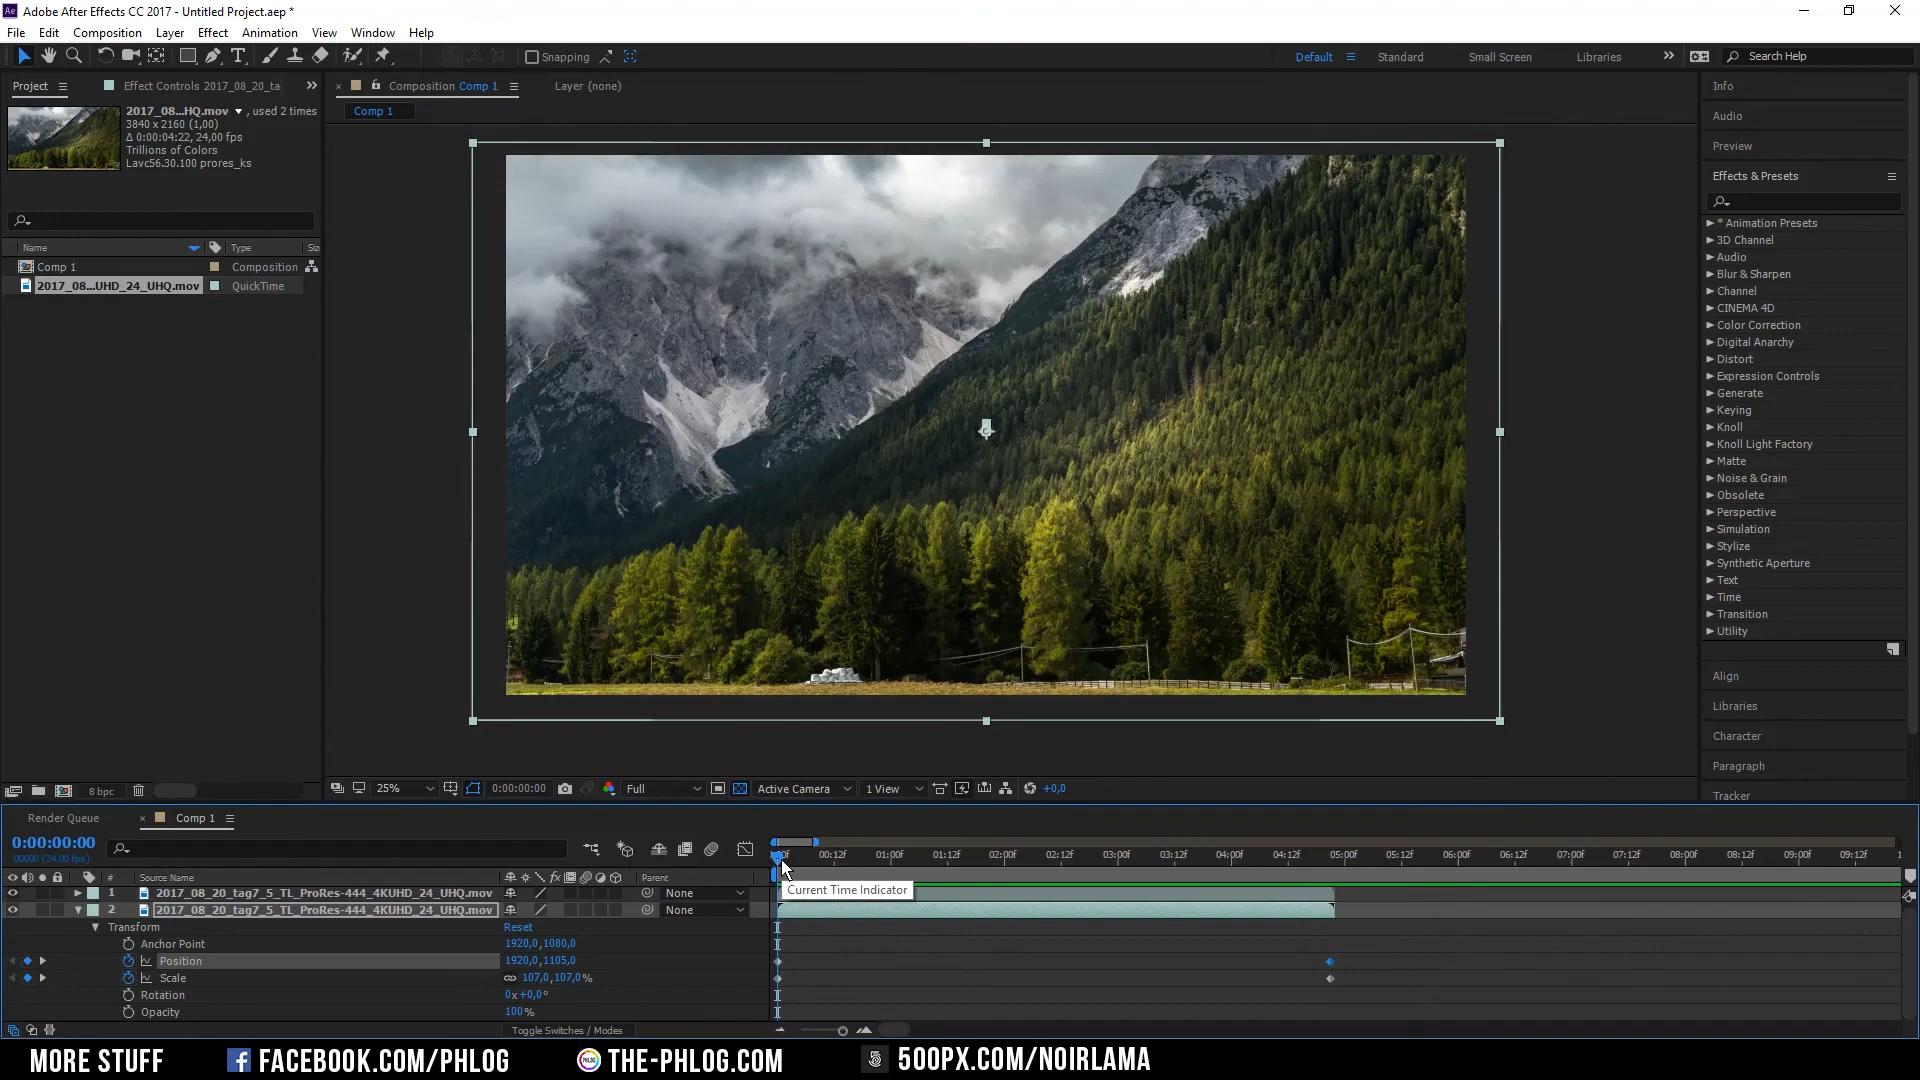 Adobe After Effects CC 2017 - Untitled Project.aep *
File Edit Composition Layer Effect Animation View Window Help
Snapping Default Standard Small Screen Libraries Search Help
Project Effect Controls 2017_08_20_ta
Composition Comp 1 Layer (none)
Comp 1
2017_08...HQ.mov , used 2 times
3840 x 2160 (1,00)
Δ 0:00:04:22, 24,00 fps
Trillions of Colors
Lavc56.30.100 prores_ks
Name Type Siz
Comp 1 Composition
2017_08...UHD_24_UHQ.mov QuickTime
8 bpc
25% 0:00:00:00 Full Active Camera 1 View +0,0
Info
Audio
Preview
Effects & Presets
* Animation Presets
3D Channel
Audio
Blur & Sharpen
Channel
CINEMA 4D
Color Correction
Digital Anarchy
Distort
Expression Controls
Generate
Keying
Knoll
Knoll Light Factory
Matte
Noise & Grain
Obsolete
Perspective
Simulation
Stylize
Synthetic Aperture
Text
Time
Transition
Utility
Align
Libraries
Character
Paragraph
Tracker
Render Queue Comp 1
0:00:00:00
00000 (24.00 fps)
00f 00:12f 01:00f 01:12f 02:00f 02:12f 03:00f 03:12f 04:00f 04:12f 05:00f 05:12f 06:00f 06:12f 07:00f 07:12f 08:00f 08:12f 09:00f 09:12f 1
# Source Name fx Parent
1 2017_08_20_tag7_5_TL_ProRes-444_4KUHD_24_UHQ.mov None
Current Time Indicator
2 2017_08_20_tag7_5_TL_ProRes-444_4KUHD_24_UHQ.mov None
Transform Reset
Anchor Point 1920,0,1080,0
Position 1920,0,1105,0
Scale 107,0,107,0%
Rotation 0x+0,0°
Opacity 100%
Toggle Switches / Modes
MORE STUFF FACEBOOK.COM/PHLOG THE-PHLOG.COM 500PX.COM/NOIRLAMA